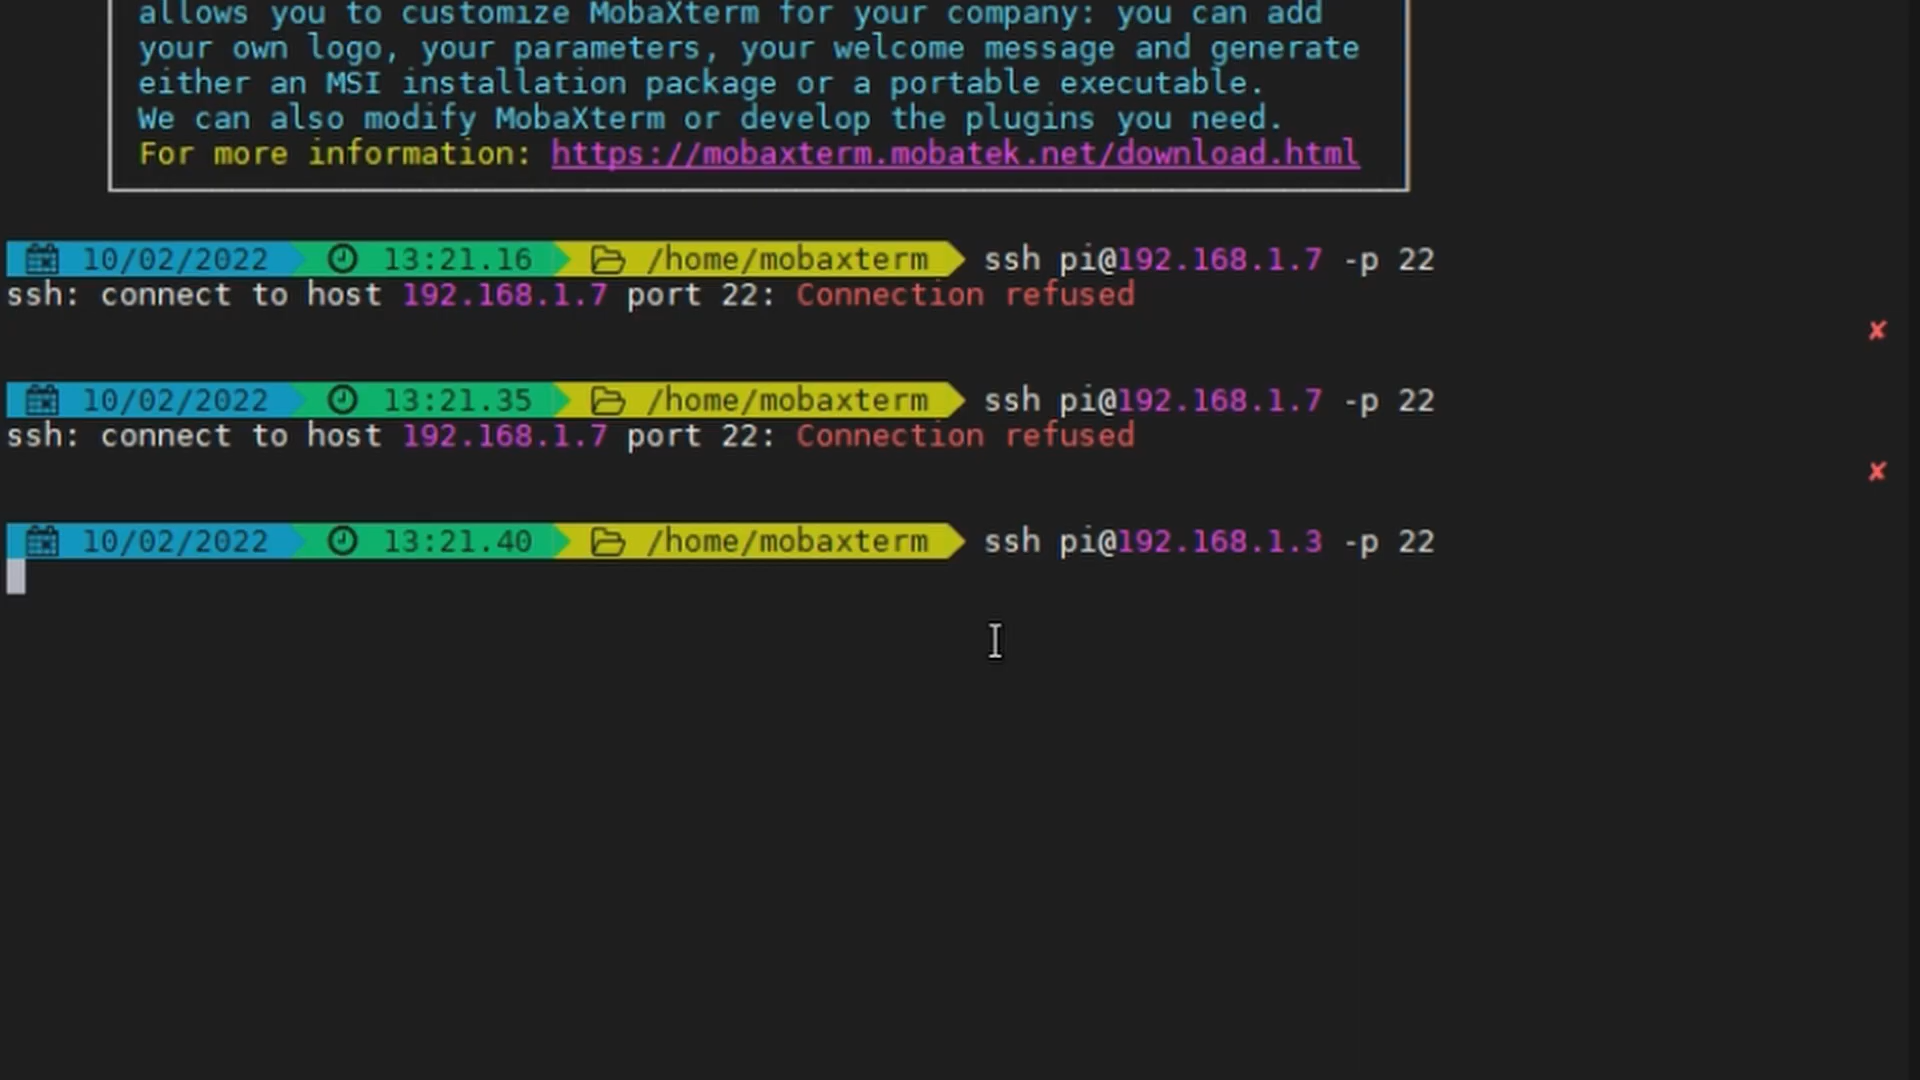 allows you to customize MobaXterm for your company: you can add
your own logo, your parameters, your welcome message and generate
either an MSI installation package or a portable executable.
We can also modify MobaXterm or develop the plugins you need.
For more information: https://mobaxterm.mobatek.net/download.html
10/02/2022 13:21.16 /home/mobaxterm ssh pi@192.168.1.7 -p 22
ssh: connect to host 192.168.1.7 port 22: Connection refused
10/02/2022 13:21.35 /home/mobaxterm ssh pi@192.168.1.7 -p 22
ssh: connect to host 192.168.1.7 port 22: Connection refused
10/02/2022 13:21.40 /home/mobaxterm ssh pi@192.168.1.3 -p 22